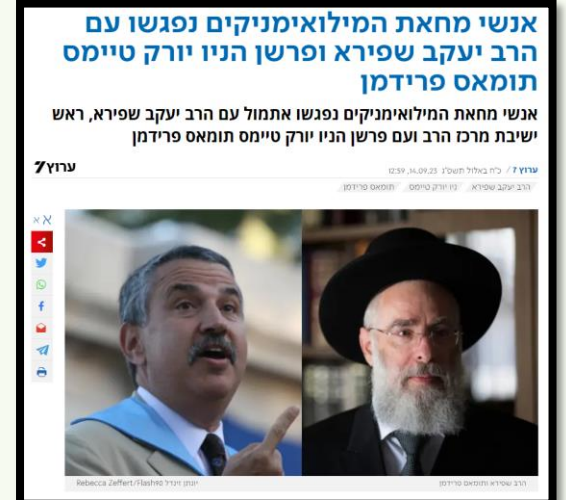 אנשי מחאת המילואימניקים נפגשו עם
הרב יעקב שפירא ופרשן הניו יורק טיימס
תומאס פרידמן
אנשי מחאת המילואימניקים נפגשו אתמול עם הרב יעקב שפירא, ראש
ישיבת מרכז הרב ועם פרשן הניו יורק טיימס תומאס פרידמן
ערוץ 7
ערוץ 7 / כ"ח באלול תשפ"ג 14.09.23, 12:59
הרב יעקב שפירא ניו יורק טיימס תומאס פרידמן
א א
הרב שפירא ותומאס פרידמן
יונתן זינדל Rebecca Zeffert/Flash90